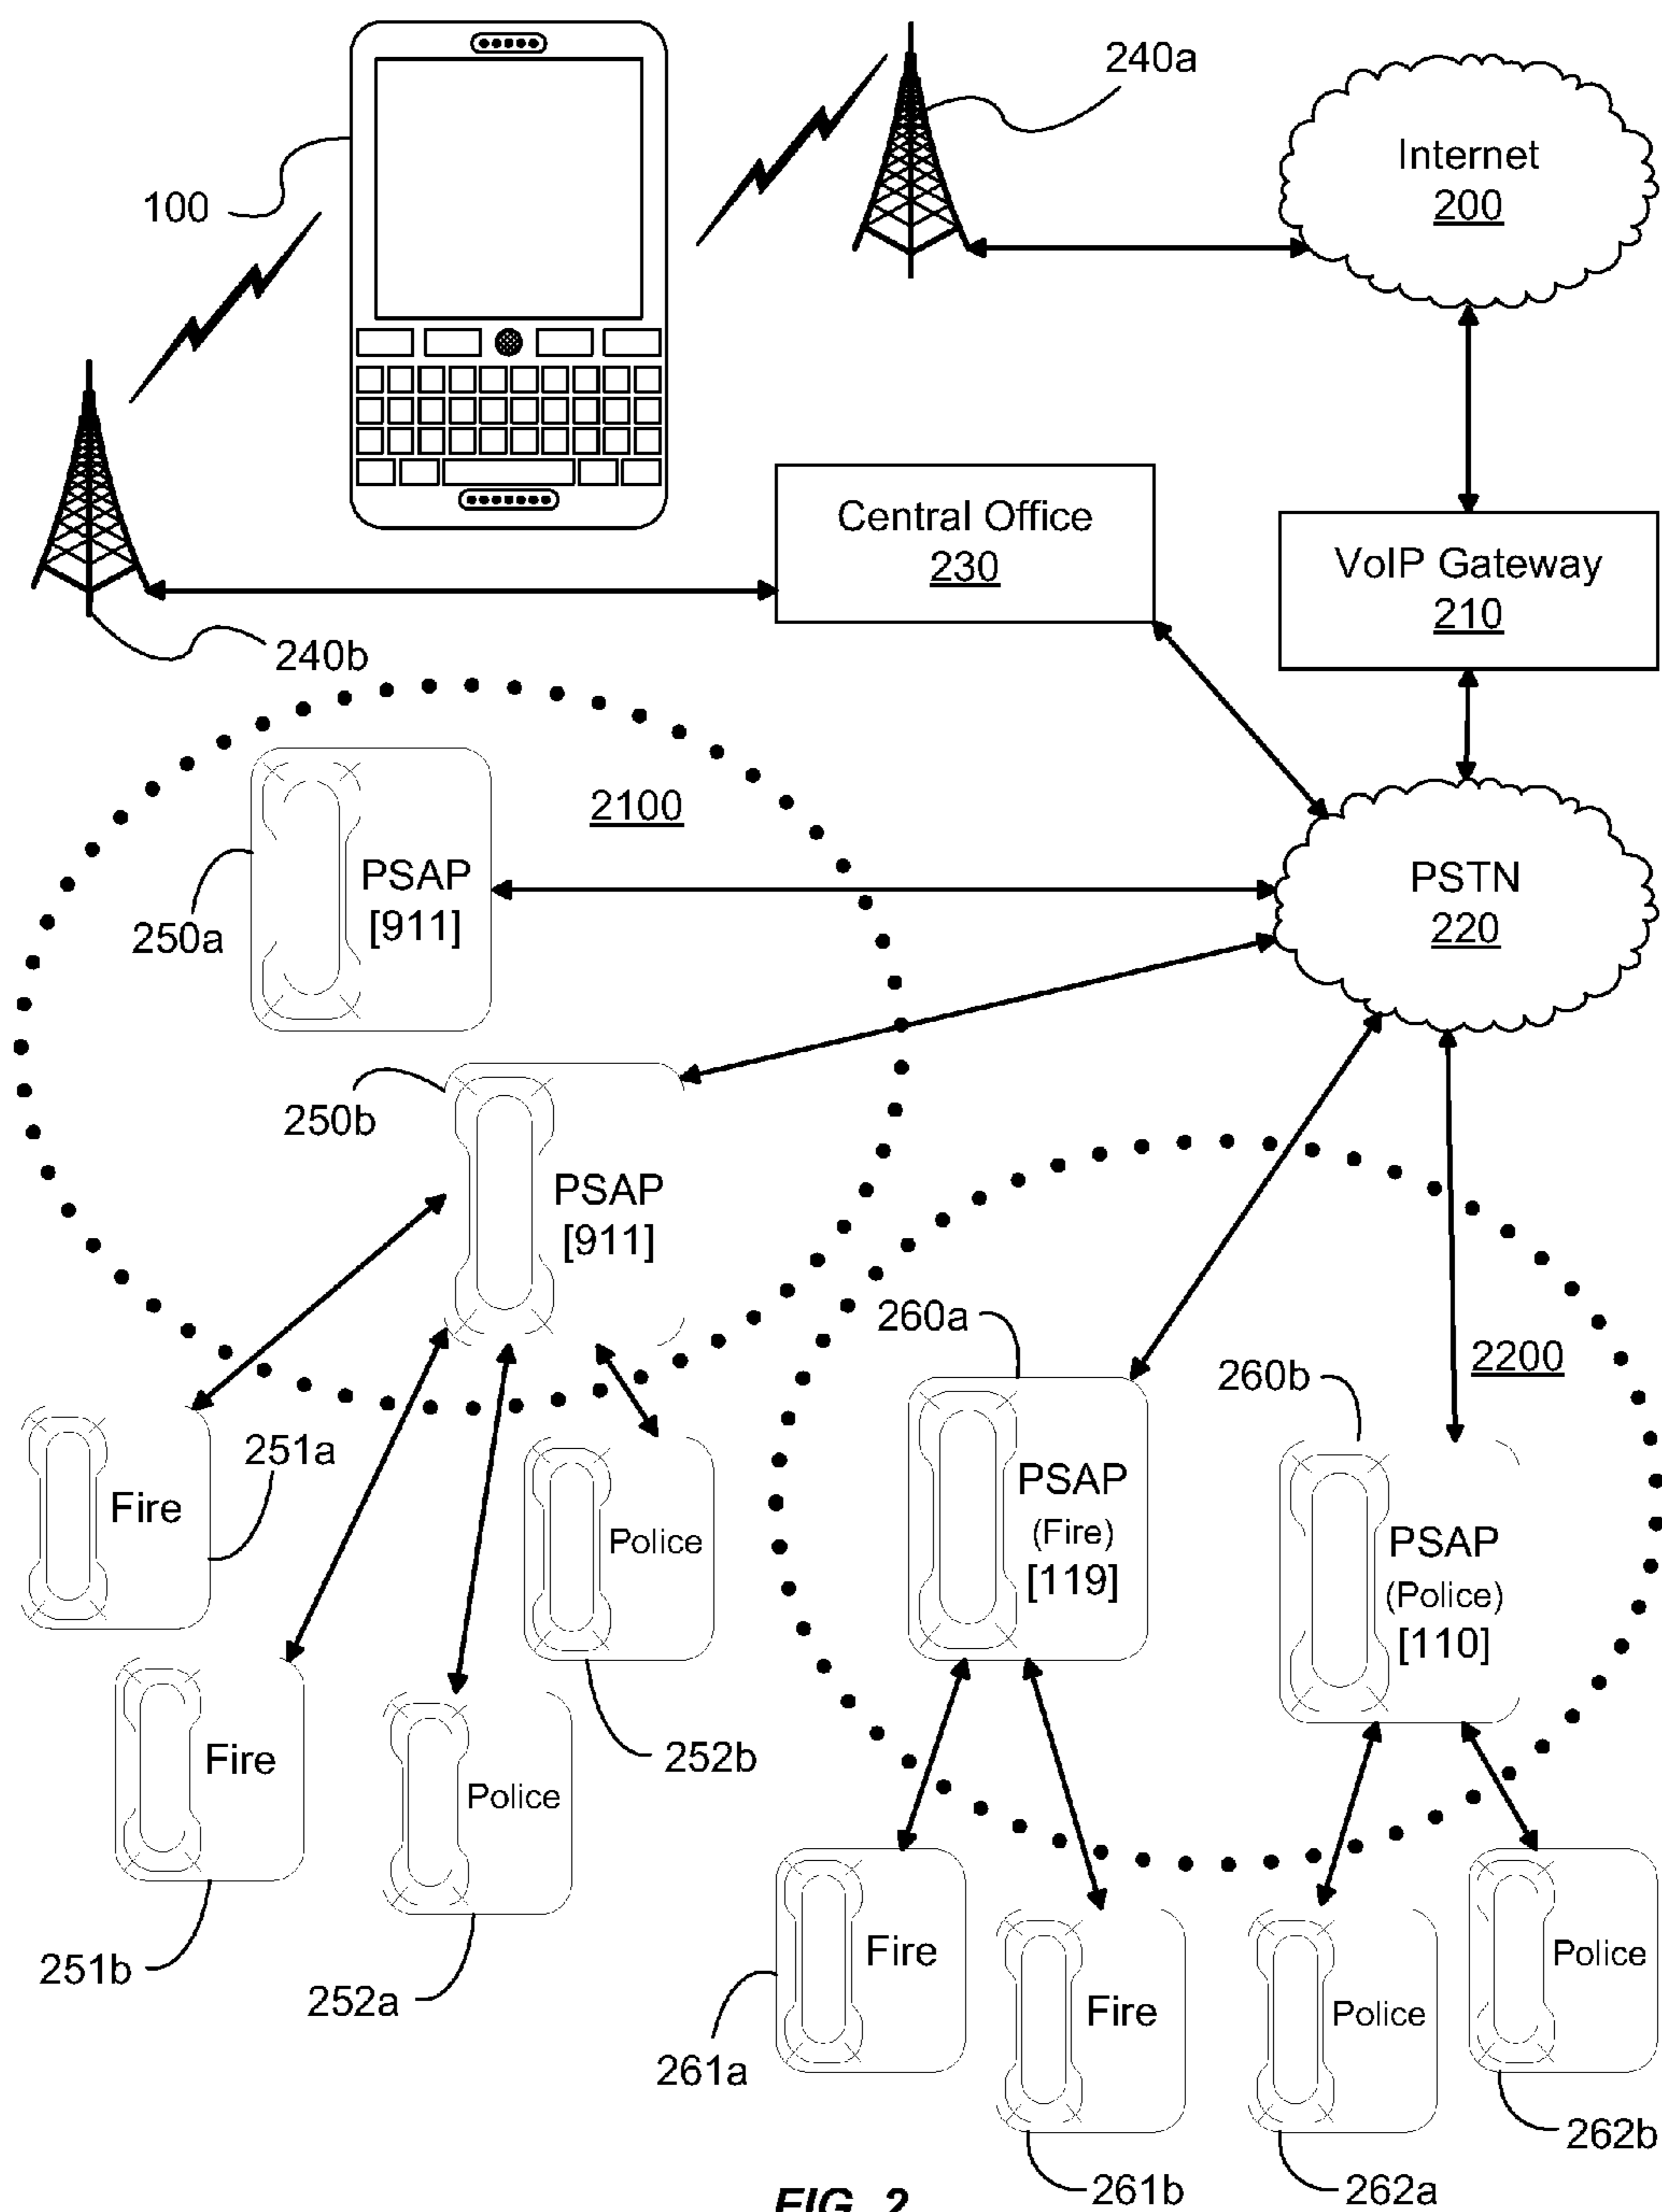 240a
Internet
200
100
Central Office
230
VoIP Gateway
210
240b
2100
PSAP
[911]
250a
PSTN
220
250b
PSAP
[911]
260a
2200
260b
251a
Fire
Police
PSAP
(Fire)
[119]
PSAP
(Police)
[110]
Fire
Police
252b
251b
252a
Fire
Police
261a
Fire
Police
262b
261b
262a
FIG. 2